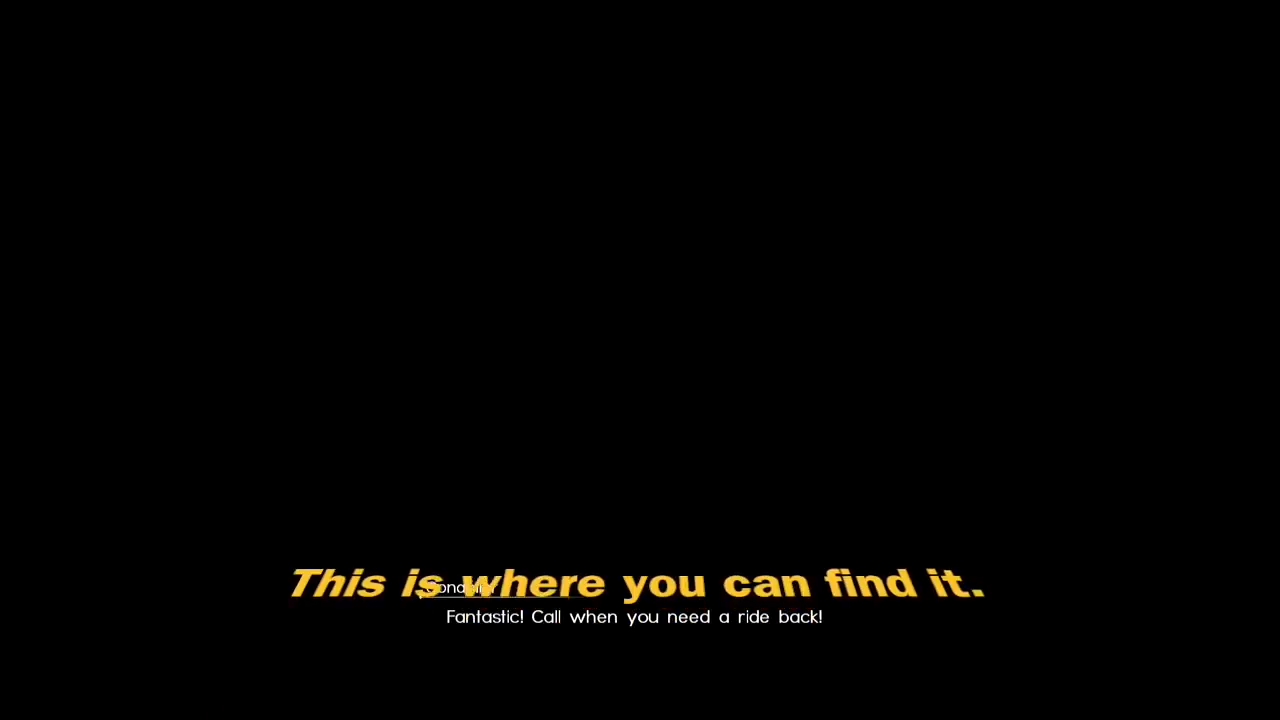 This is where you can find it.
Fantastic! Call when you need a ride back!